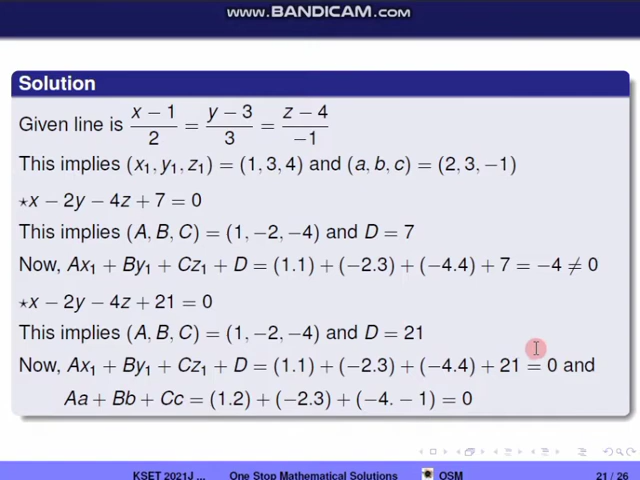 www.BANDICAM.com
Solution
Given line is x − 1 / 2 = y − 3 / 3 = z − 4 / −1
This implies (x₁, y₁, z₁) = (1, 3, 4) and (a, b, c) = (2, 3, −1)
⋆x − 2y − 4z + 7 = 0
This implies (A, B, C) = (1, −2, −4) and D = 7
Now, Ax₁ + By₁ + Cz₁ + D = (1.1) + (−2.3) + (−4.4) + 7 = −4 ≠ 0
⋆x − 2y − 4z + 21 = 0
This implies (A, B, C) = (1, −2, −4) and D = 21
Now, Ax₁ + By₁ + Cz₁ + D = (1.1) + (−2.3) + (−4.4) + 21 = 0 and
Aa + Bb + Cc = (1.2) + (−2.3) + (−4. − 1) = 0
KSET 2021J ... One Stop Mathematical Solutions OSM 21 / 26